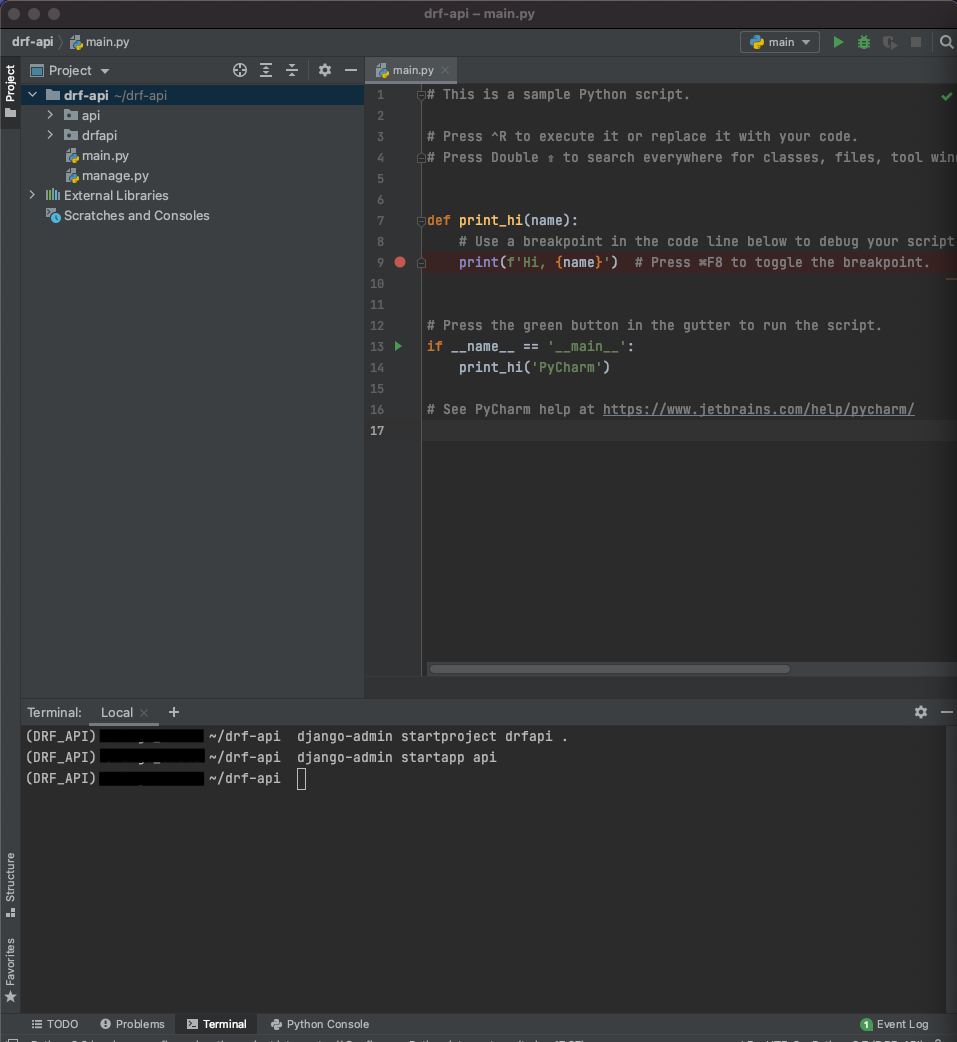 drf-api – main.py
drf-api main.py
main
Project
Project
main.py
drf-api ~/drf-api
api
drfapi
main.py
manage.py
External Libraries
Scratches and Consoles
1 # This is a sample Python script.
2
3 # Press ^R to execute it or replace it with your code.
4 # Press Double ⇧ to search everywhere for classes, files, tool
5
6
7 def print_hi(name):
8 # Use a breakpoint in the code line below to debug your script
9 print(f'Hi, {name}') # Press ⌘F8 to toggle the breakpoint.
10
11
12 # Press the green button in the gutter to run the script.
13 if __name__ == '__main__':
14 print_hi('PyCharm')
15
16 # See PyCharm help at https://www.jetbrains.com/help/pycharm/
17
Terminal: Local +
(DRF_API) ~/drf-api django-admin startproject drfapi .
(DRF_API) ~/drf-api django-admin startapp api
(DRF_API) ~/drf-api
Structure
Favorites
TODO Problems Terminal Python Console 1 Event Log